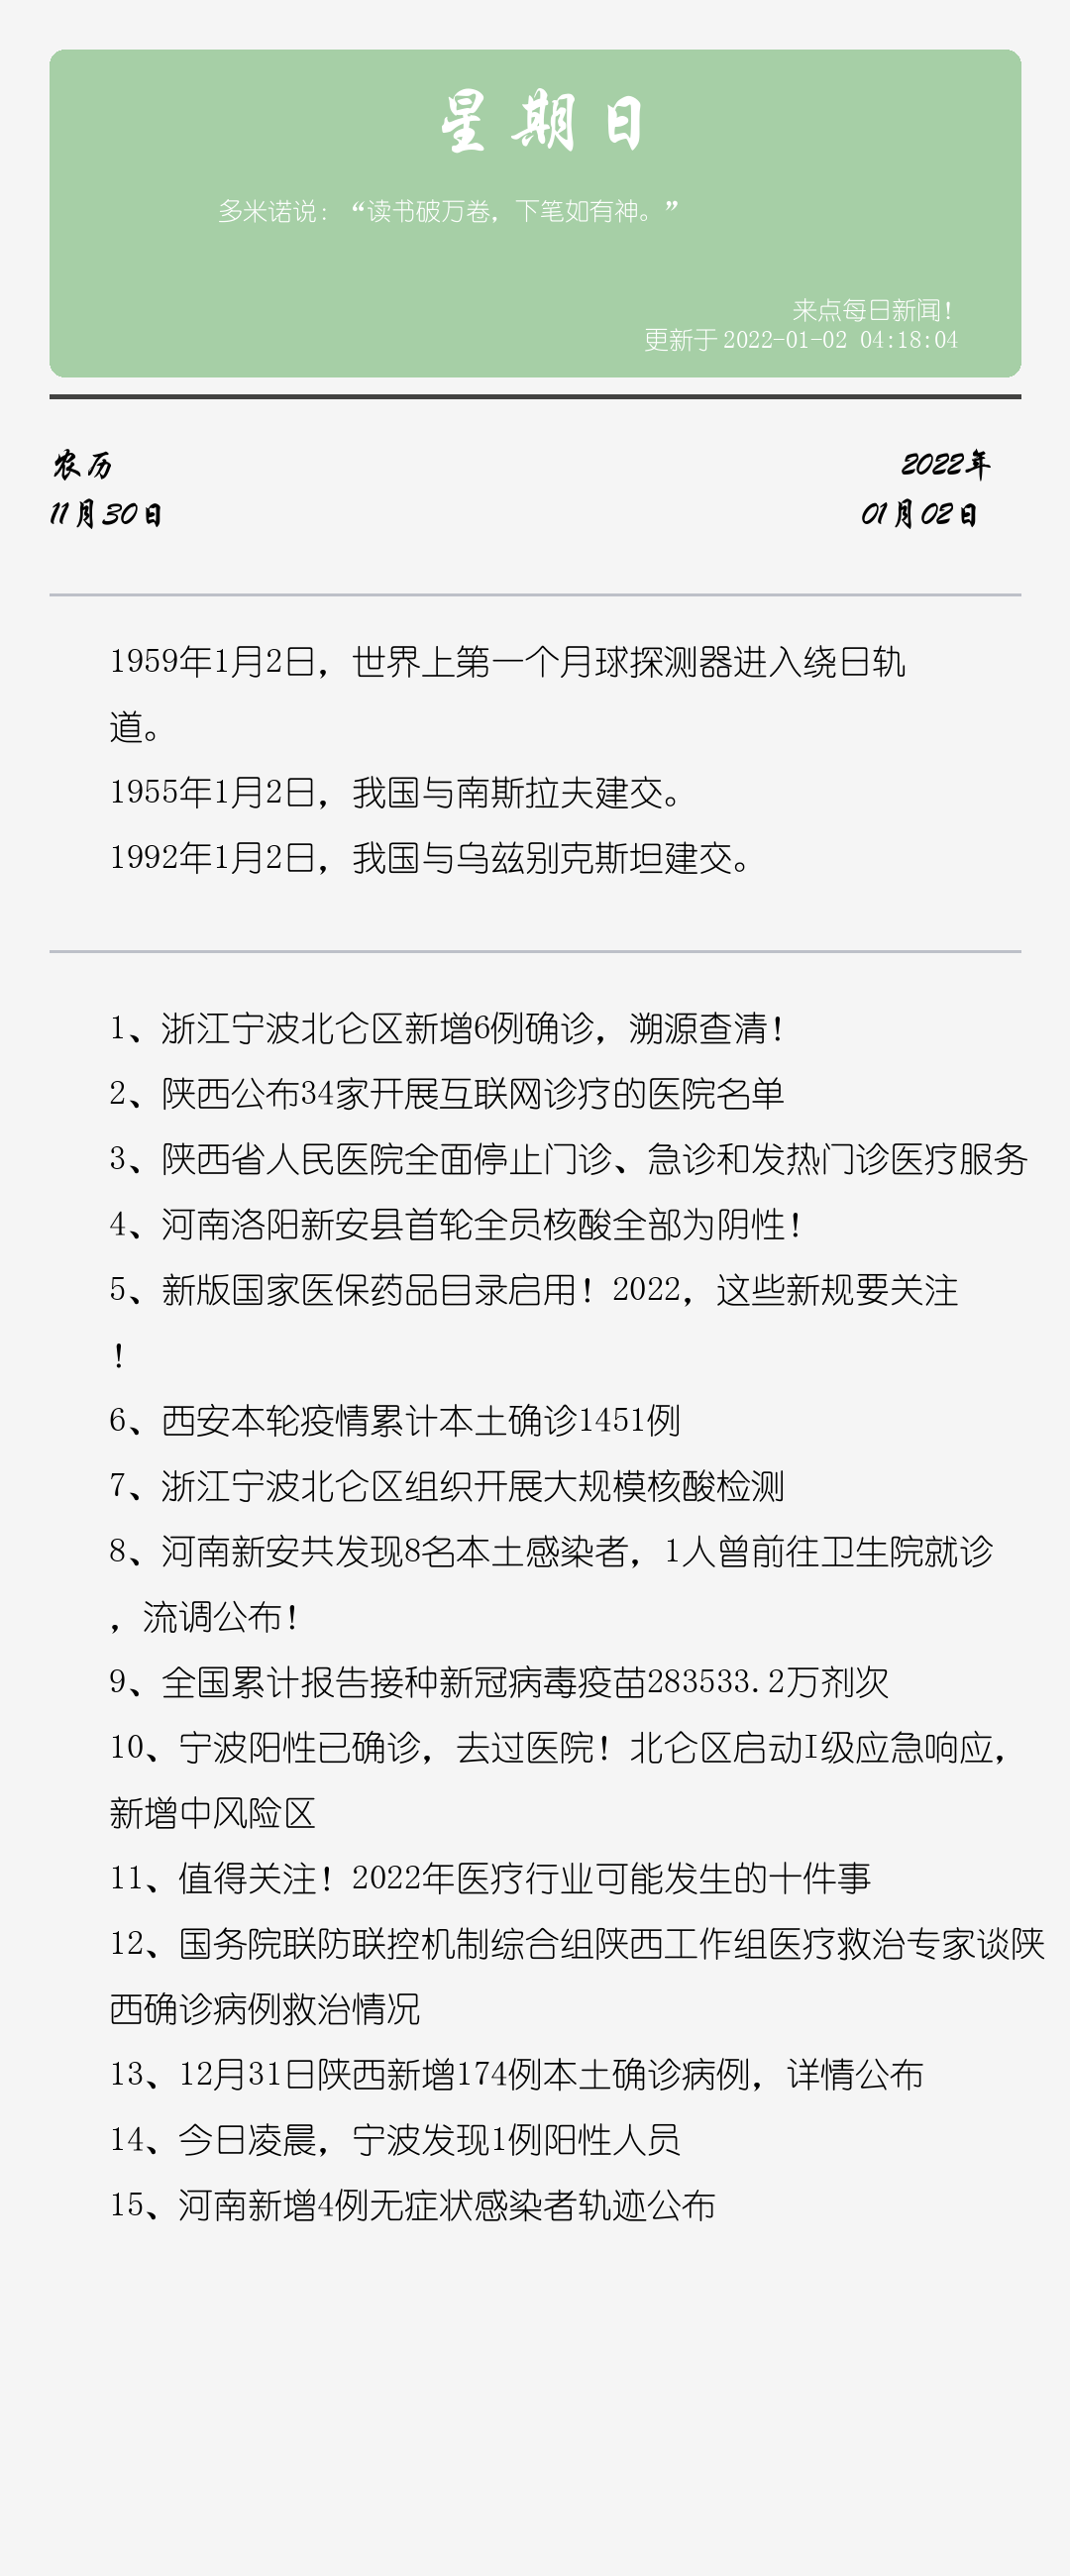 星期日
多米诺说：“读书破万卷，下笔如有神。”
来点每日新闻！
更新于 2022-01-02 04:18:04
农历
2022年
11月30日
01月02日
1959年1月2日，世界上第一个月球探测器进入绕日轨
道。
1955年1月2日，我国与南斯拉夫建交。
1992年1月2日，我国与乌兹别克斯坦建交。
1、浙江宁波北仑区新增6例确诊，溯源查清！
2、陕西公布34家开展互联网诊疗的医院名单
3、陕西省人民医院全面停止门诊、急诊和发热门诊医疗服务
4、河南洛阳新安县首轮全员核酸全部为阴性！
5、新版国家医保药品目录启用！2022，这些新规要关注
！
6、西安本轮疫情累计本土确诊1451例
7、浙江宁波北仑区组织开展大规模核酸检测
8、河南新安共发现8名本土感染者，1人曾前往卫生院就诊
，流调公布！
9、全国累计报告接种新冠病毒疫苗283533.2万剂次
10、宁波阳性已确诊，去过医院！北仑区启动I级应急响应，
新增中风险区
11、值得关注！2022年医疗行业可能发生的十件事
12、国务院联防联控机制综合组陕西工作组医疗救治专家谈陕
西确诊病例救治情况
13、12月31日陕西新增174例本土确诊病例，详情公布
14、今日凌晨，宁波发现1例阳性人员
15、河南新增4例无症状感染者轨迹公布